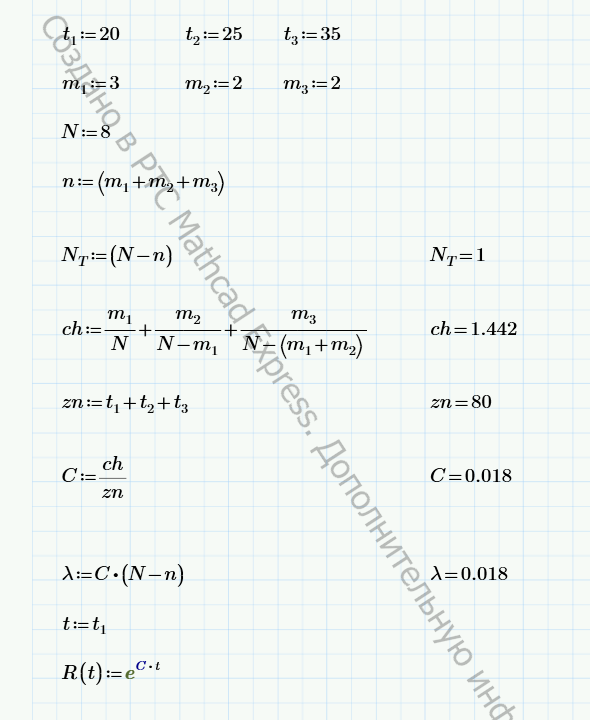 t₁:=20 t₂:=25 t₃:=35
m₁:=3 m₂:=2 m₃:=2
N:=8
n:=(m₁+m₂+m₃)
N_T:=(N−n) N_T=1
ch:=m₁/N+m₂/(N−m₁)+m₃/(N−(m₁+m₂)) ch=1.442
zn:=t₁+t₂+t₃ zn=80
C:=ch/zn C=0.018
λ:=C·(N−n) λ=0.018
t:=t₁
R(t):=e^(C·t)
Создано в PTC Mathcad Express. Дополнительную